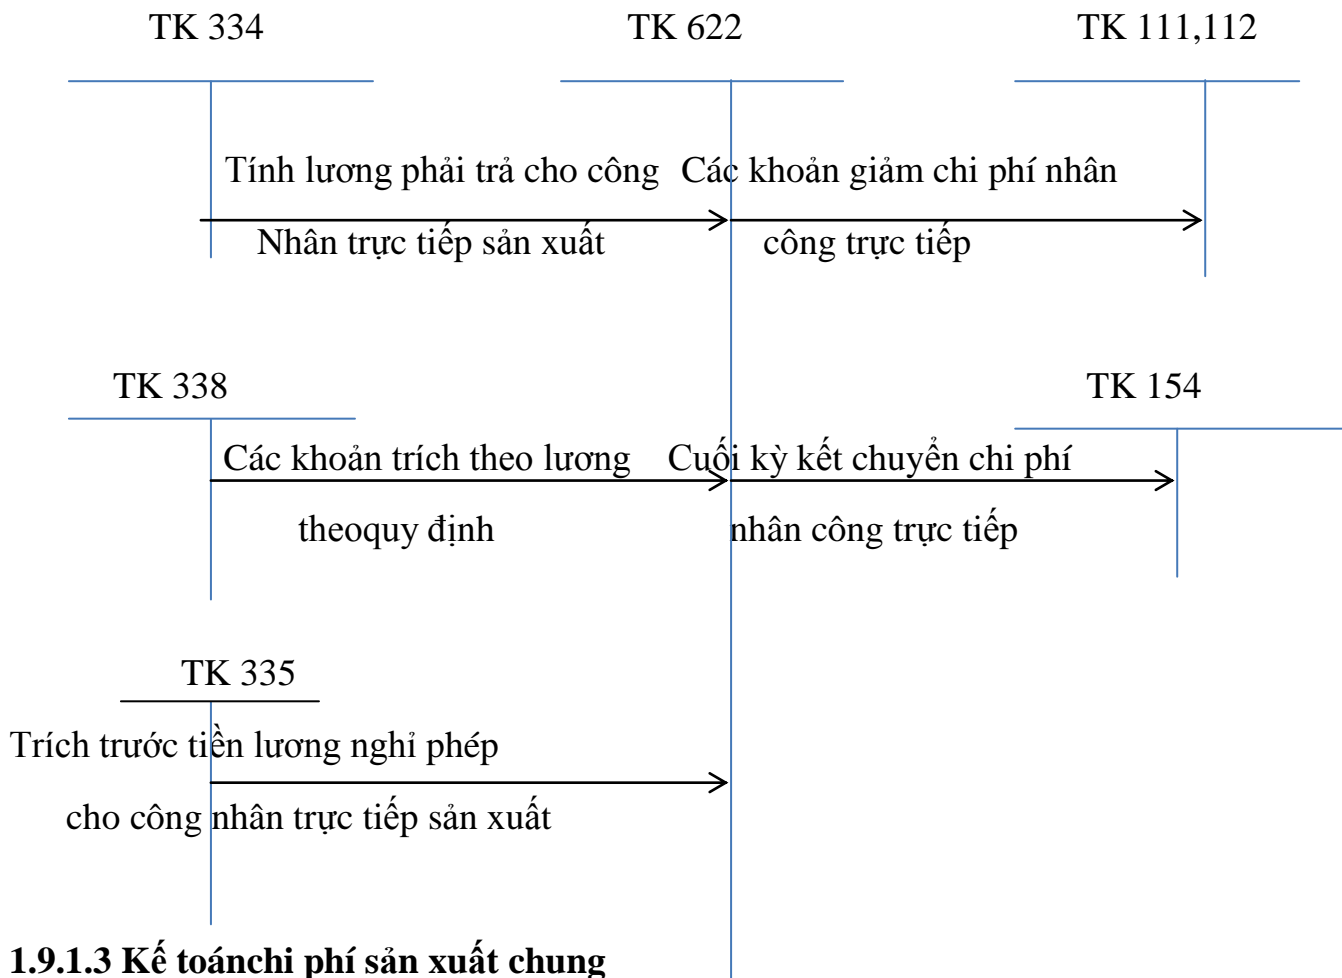 TK 334
TK 622
TK 111,112
Tính lương phải trả cho công
Các khoản giảm chi phí nhân
Nhân trực tiếp sản xuất
công trực tiếp
TK 338
TK 154
Các khoản trích theo lương
Cuối kỳ kết chuyển chi phí
theoquy định
nhân công trực tiếp
TK 335
Trích trước tiền lương nghỉ phép
cho công nhân trực tiếp sản xuất
1.9.1.3 Kế toánchi phí sản xuất chung